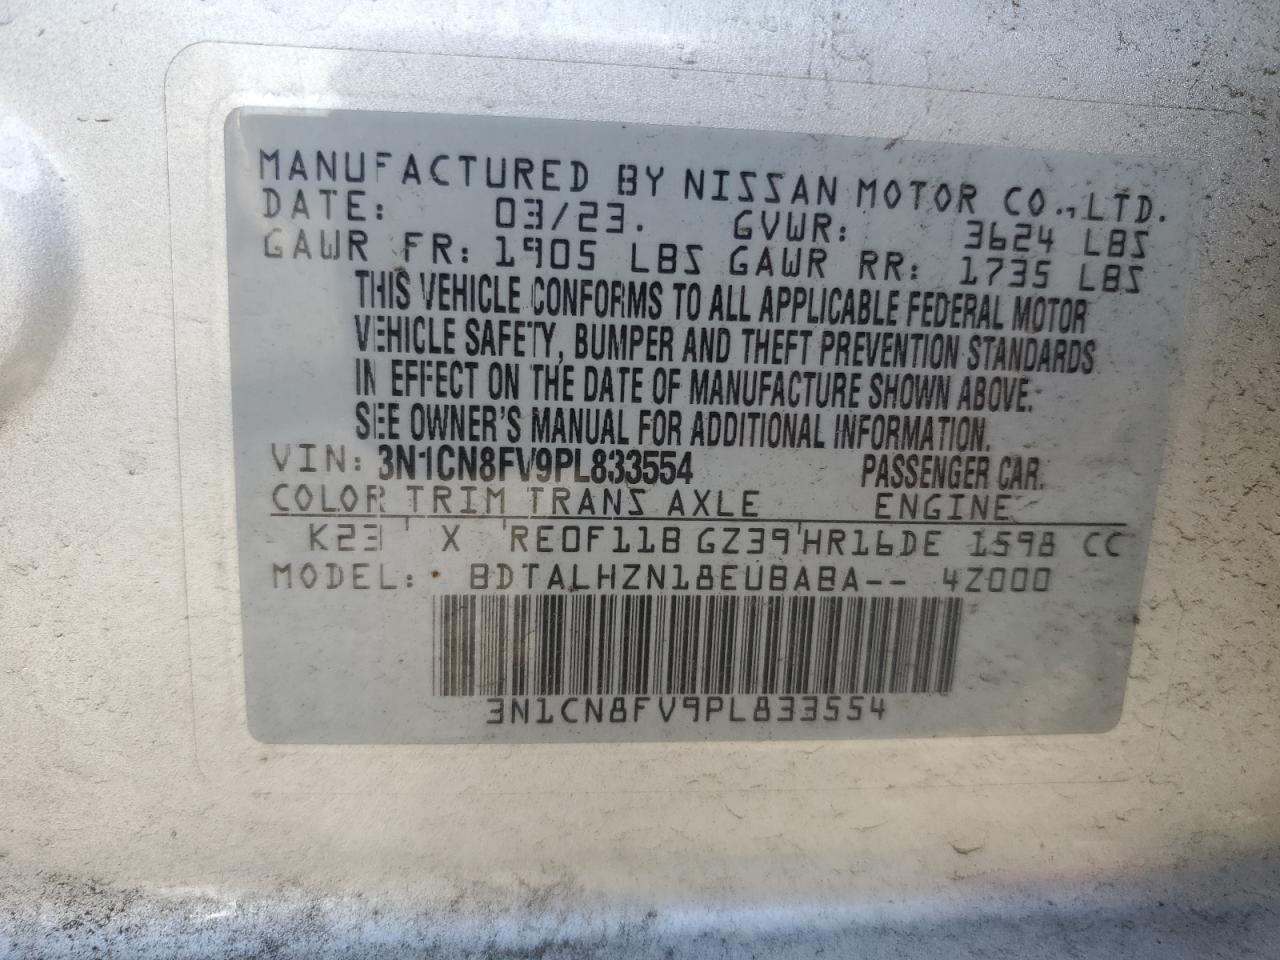 MANUFACTURED BY NISSAN MOTOR CO., LTD.
DATE: 03/23. GVWR: 3624 LBS
GAWR FR: 1905 LBS GAWR RR: 1735 LBS
THIS VEHICLE CONFORMS TO ALL APPLICABLE FEDERAL MOTOR
VEHICLE SAFETY, BUMPER AND THEFT PREVENTION STANDARDS
IN EFFECT ON THE DATE OF MANUFACTURE SHOWN ABOVE.
SEE OWNER'S MANUAL FOR ADDITIONAL INFORMATION.
VIN: 3N1CN8FV9PL833554 PASSENGER CAR.
COLOR TRIM TRANS AXLE ENGINE
K23 X RE0F11B GZ39 HR16DE 1598 CC
MODEL: BDTALHZN18EUBABA-- 4Z000
3N1CN8FV9PL833554